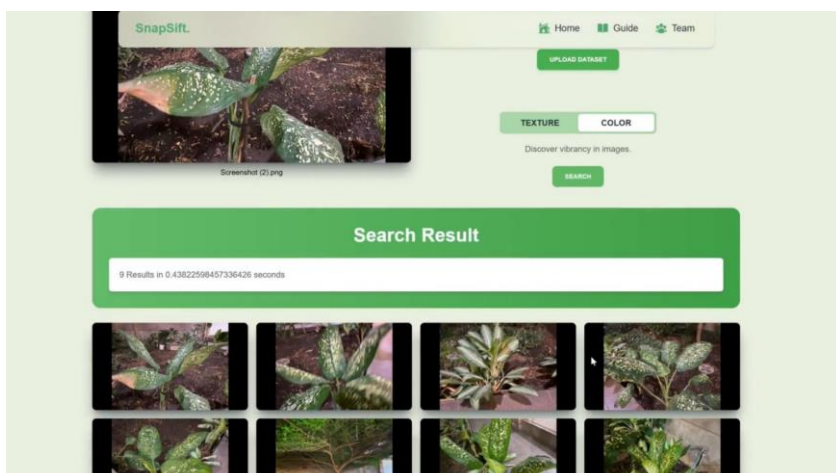 SnapSift.
Home
Guide
Team
UPLOAD DATASET
TEXTURE
COLOR
Discover vibrancy in images.
SEARCH
Screenshot (2).png
Search Result
9 Results in 0.43822598457336426 seconds